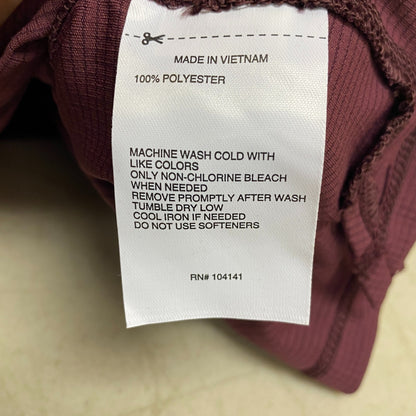 MADE IN VIETNAM
100% POLYESTER
MACHINE WASH COLD WITH
LIKE COLORS
ONLY NON-CHLORINE BLEACH
WHEN NEEDED
REMOVE PROMPTLY AFTER WASH
TUMBLE DRY LOW
COOL IRON IF NEEDED
DO NOT USE SOFTENERS
RN# 104141